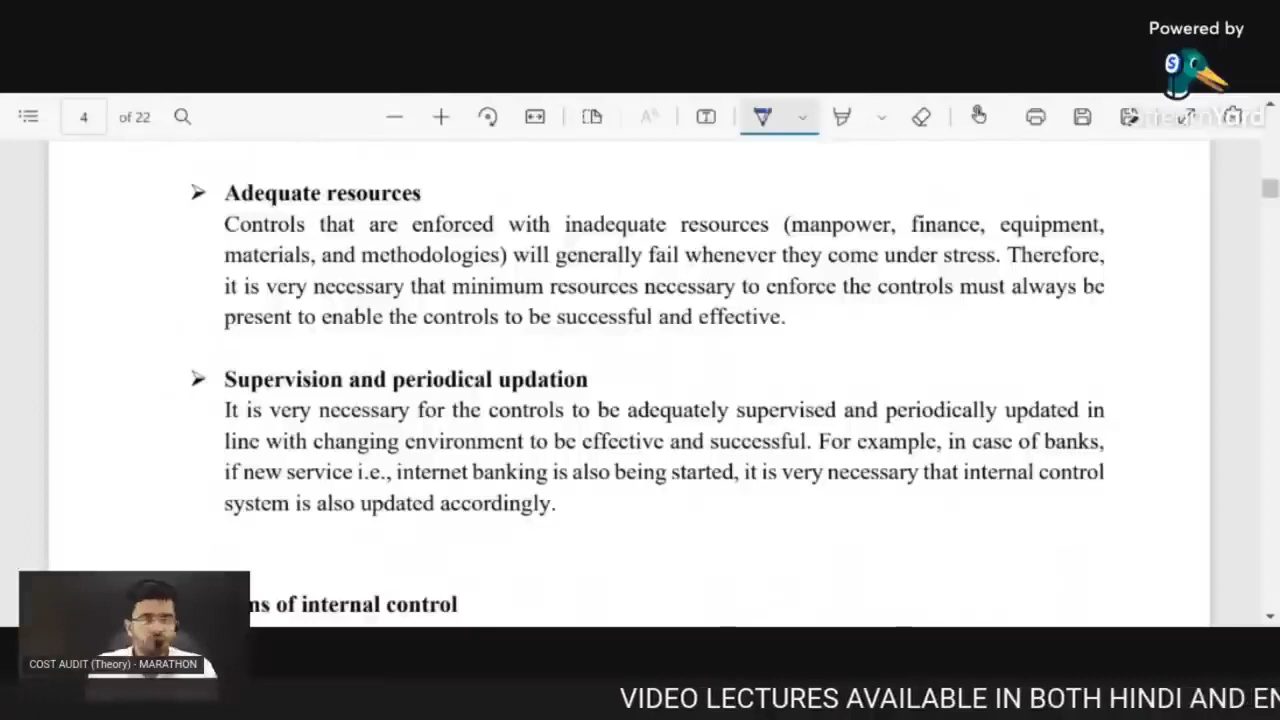 Powered by
4 of 22
Adequate resources
Controls that are enforced with inadequate resources (manpower, finance, equipment,
materials, and methodologies) will generally fail whenever they come under stress. Therefore,
it is very necessary that minimum resources necessary to enforce the controls must always be
present to enable the controls to be successful and effective.
Supervision and periodical updation
It is very necessary for the controls to be adequately supervised and periodically updated in
line with changing environment to be effective and successful. For example, in case of banks,
if new service i.e., internet banking is also being started, it is very necessary that internal control
system is also updated accordingly.
of internal control
COST AUDIT (Theory) - MARATHON
VIDEO LECTURES AVAILABLE IN BOTH HINDI AND